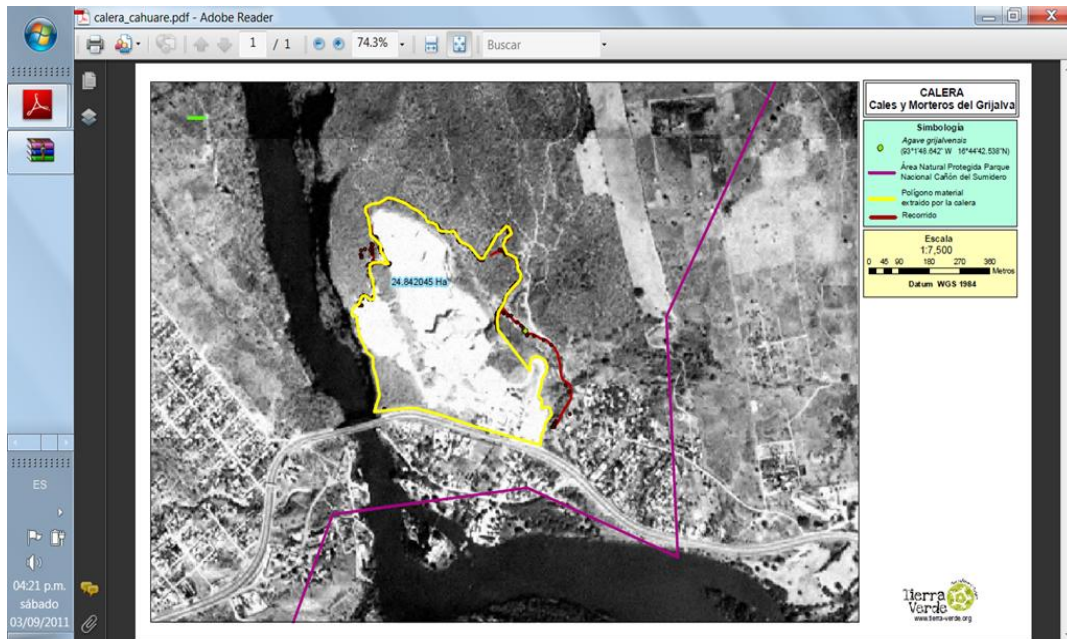 calera_cahuare.pdf - Adobe Reader
1 / 1
74.3%
Buscar
CALERA
Cales y Morteros del Grijalva
Simbología
Agave grijalvensis
(93°1'48.642" W 16°44'42.538"N)
Área Natural Protegida Parque
Nacional Cañón del Sumidero
Polígono material
extraido por la calera
Recorrido
Escala
1:7,500
0 45 90 180 270 360
Metros
Datum WGS 1984
24.842045 Ha
ES
04:21 p.m.
sábado
03/09/2011
Tierra
Verde
www.tierra-verde.org